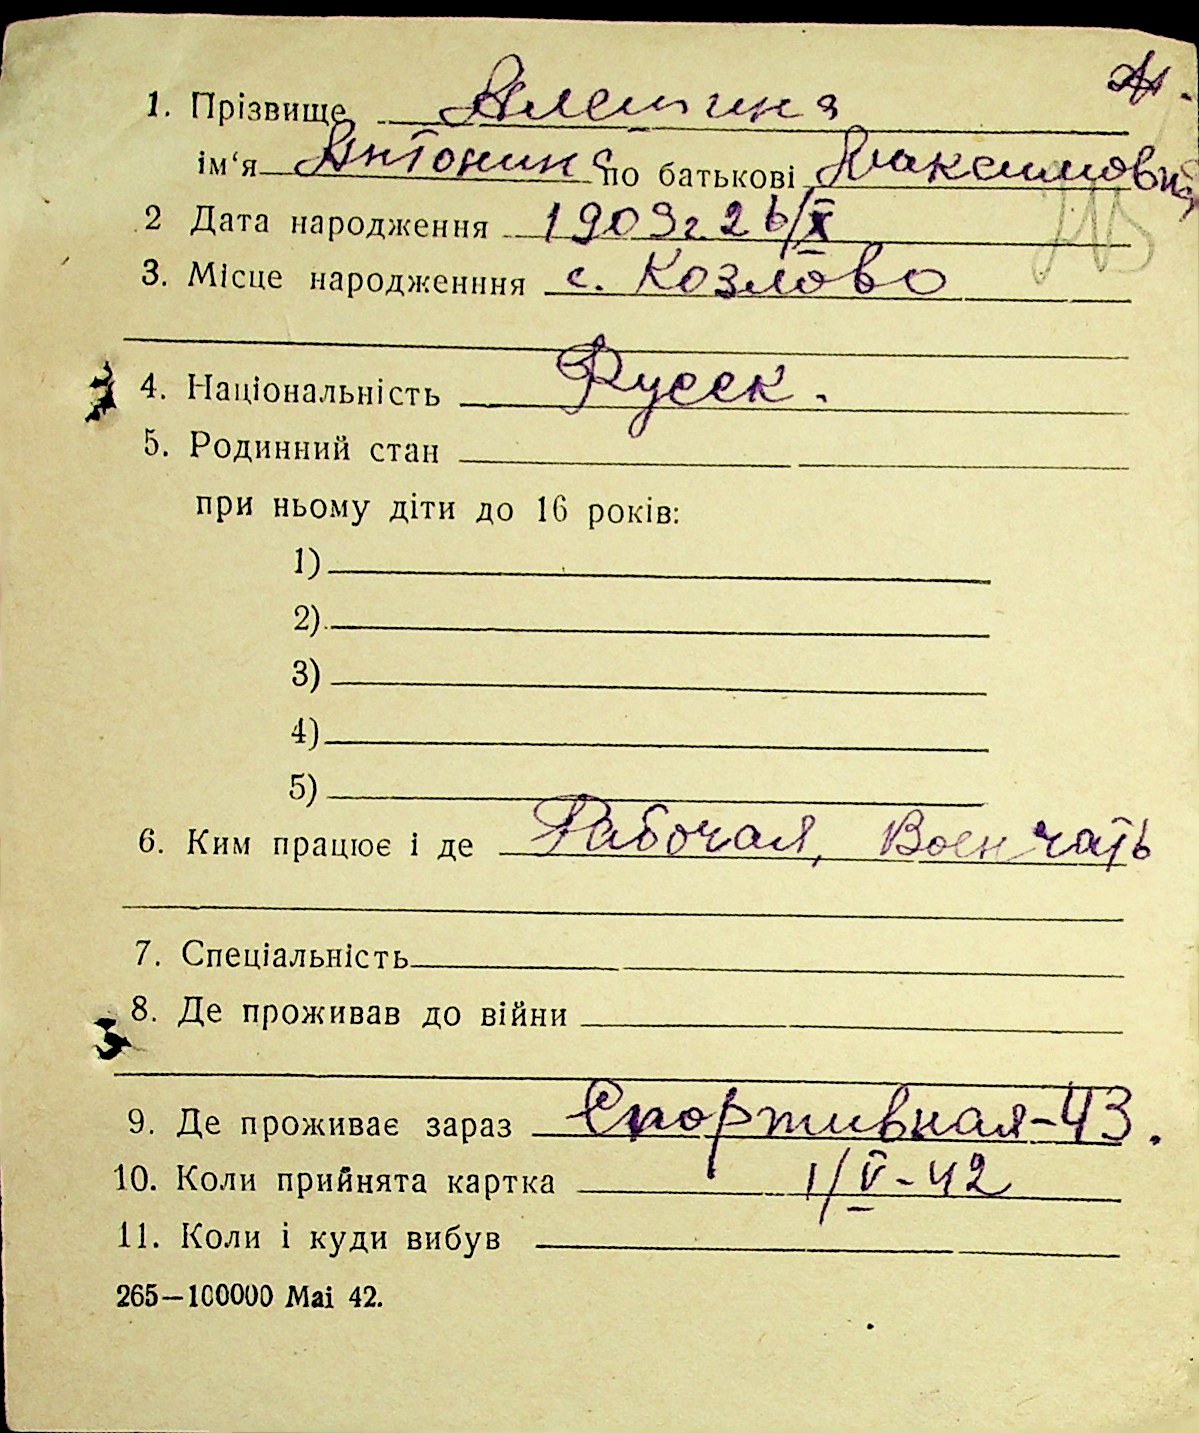 1. Прізвище Алешина
ім‘я Антонина по батькові Максимовна
2 Дата народження 1909г 26/X
3. Місце народженння с. Козлово
4. Національність Русск.
5. Родинний стан
при ньому діти до 16 років:
1)
2)
3)
4)
5)
6. Ким працює і де Рабочая, Воен часть
7. Спеціальність
8. Де проживав до війни
9. Де проживає зараз Спортивная-43.
10. Коли прийнята картка 1/V-42
11. Коли і куди вибув
265—100000 Mai 42.